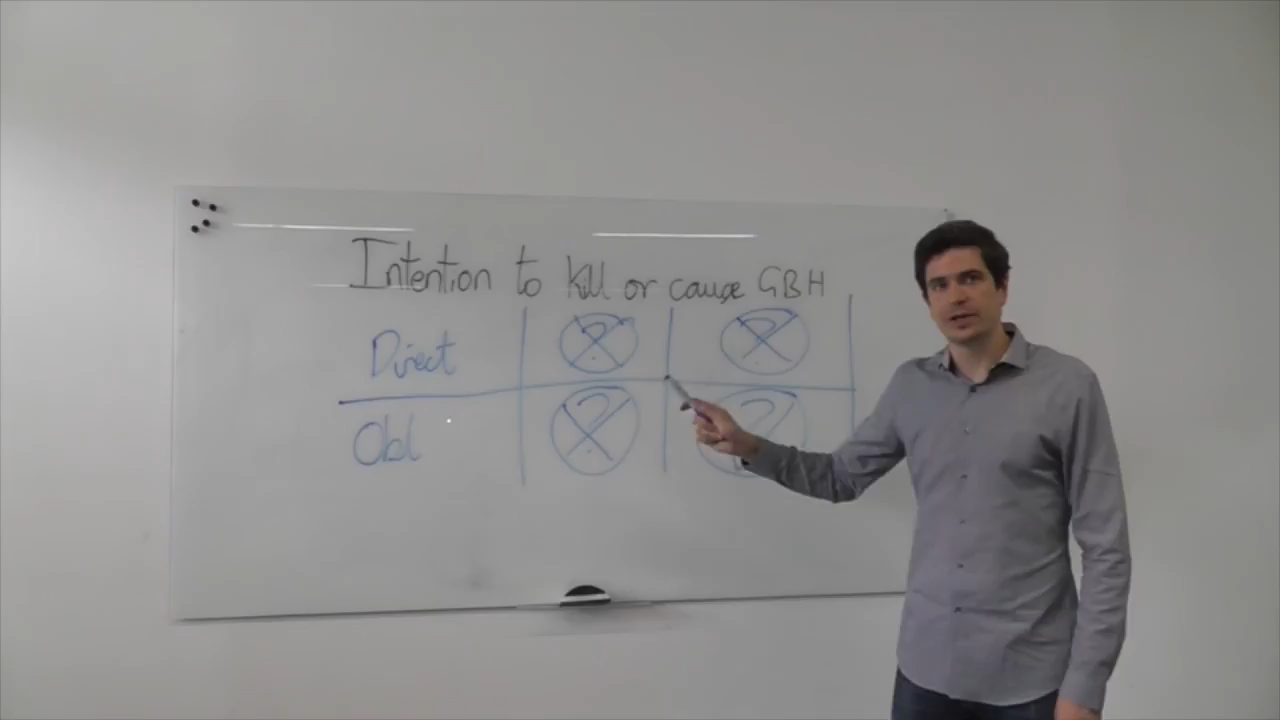 Intention to kill or cause GBH
Direct ? ?
Obl ? ?